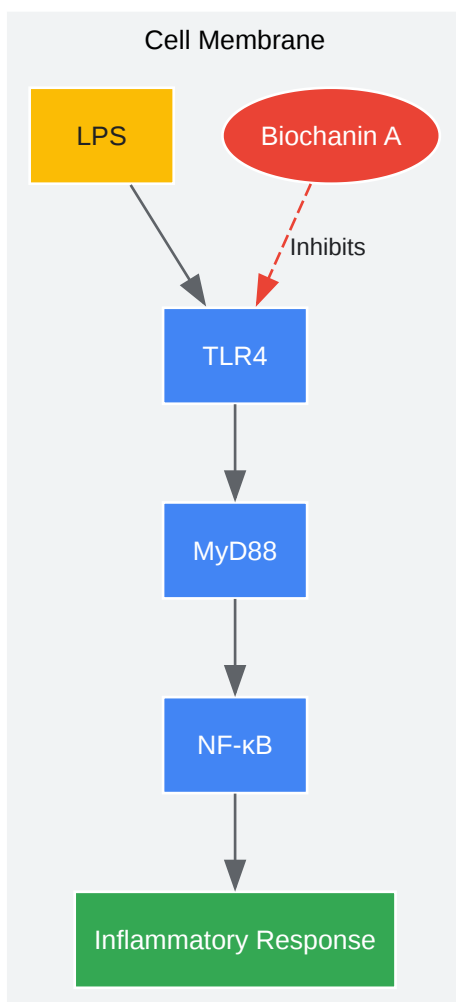 Cell Membrane
LPS
Biochanin A
Inhibits
TLR4
MyD88
NF-κB
Inflammatory Response